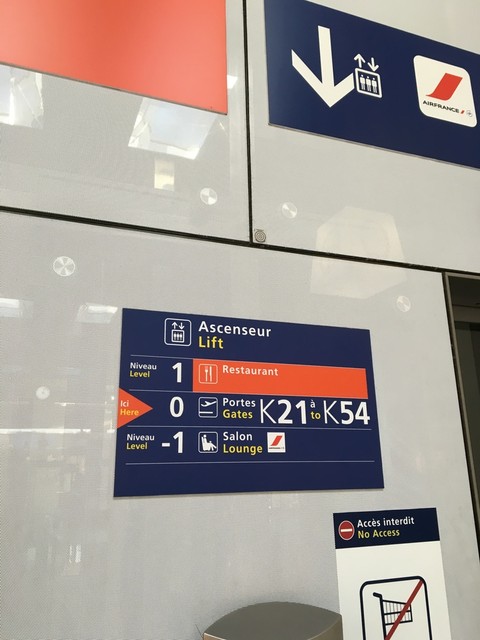 AIRFRANCE
Ascenseur
Lift
Niveau
Level
1
Restaurant
Ici
Here
0
Portes
Gates
K21 à
to K54
Niveau
Level
-1
Salon
Lounge
Accès interdit
No Access